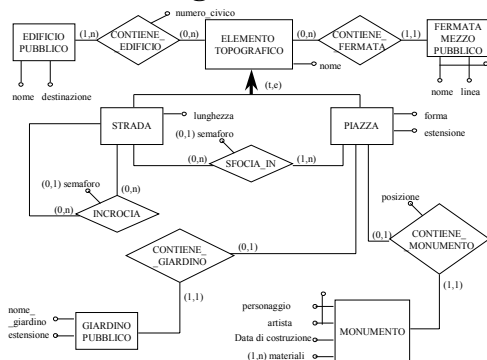 numero_civico
EDIFICIO
PUBBLICO
(1,n)
CONTIENE_
EDIFICIO
(0,n)
ELEMENTO
TOPOGRAFICO
(0,n)
CONTIENE_
_FERMATA
(1,1)
FERMATA
MEZZO
PUBBLICO
nome
destinazione
nome
nome
linea
(t,e)
STRADA
lunghezza
PIAZZA
forma
estensione
(0,1) semaforo
(0,n)
SFOCIA_IN
(1,n)
(0,1) semaforo
(0,n)
(0,n)
INCROCIA
posizione
CONTIENE_
_GIARDINO
(0,1)
(0,1)
CONTIENE_
_MONUMENTO
(1,1)
(1,1)
nome_
_giardino
estensione
GIARDINO
PUBBLICO
personaggio
artista
Data di costruzione
(1,n) materiali
MONUMENTO